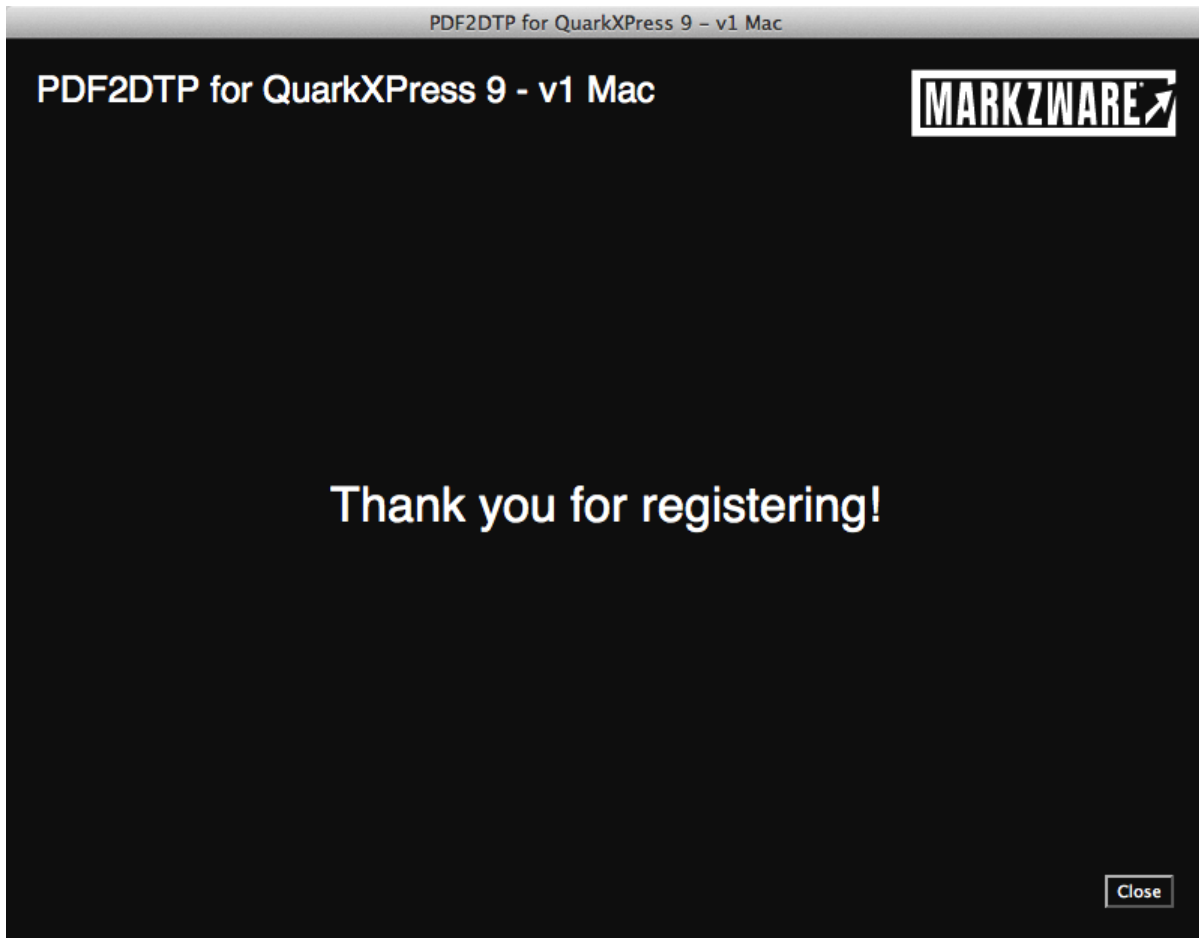 PDF2DTP for QuarkXPress 9 – v1 Mac
PDF2DTP for QuarkXPress 9 - v1 Mac
MARKZWARE
Thank you for registering!
Close